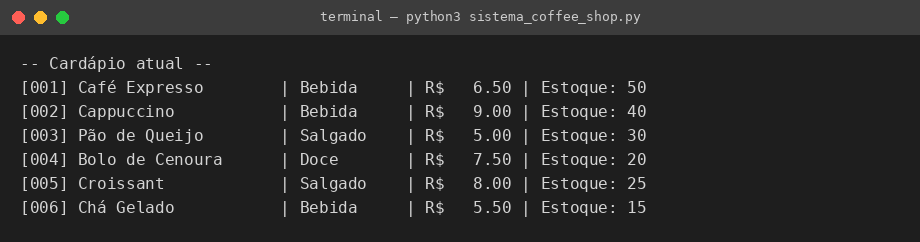 terminal — python3 sistema_coffee_shop.py
-- Cardápio atual --
[001] Café Expresso        | Bebida     | R$   6.50 | Estoque: 50
[002] Cappuccino           | Bebida     | R$   9.00 | Estoque: 40
[003] Pão de Queijo        | Salgado    | R$   5.00 | Estoque: 30
[004] Bolo de Cenoura      | Doce       | R$   7.50 | Estoque: 20
[005] Croissant            | Salgado    | R$   8.00 | Estoque: 25
[006] Chá Gelado           | Bebida     | R$   5.50 | Estoque: 15